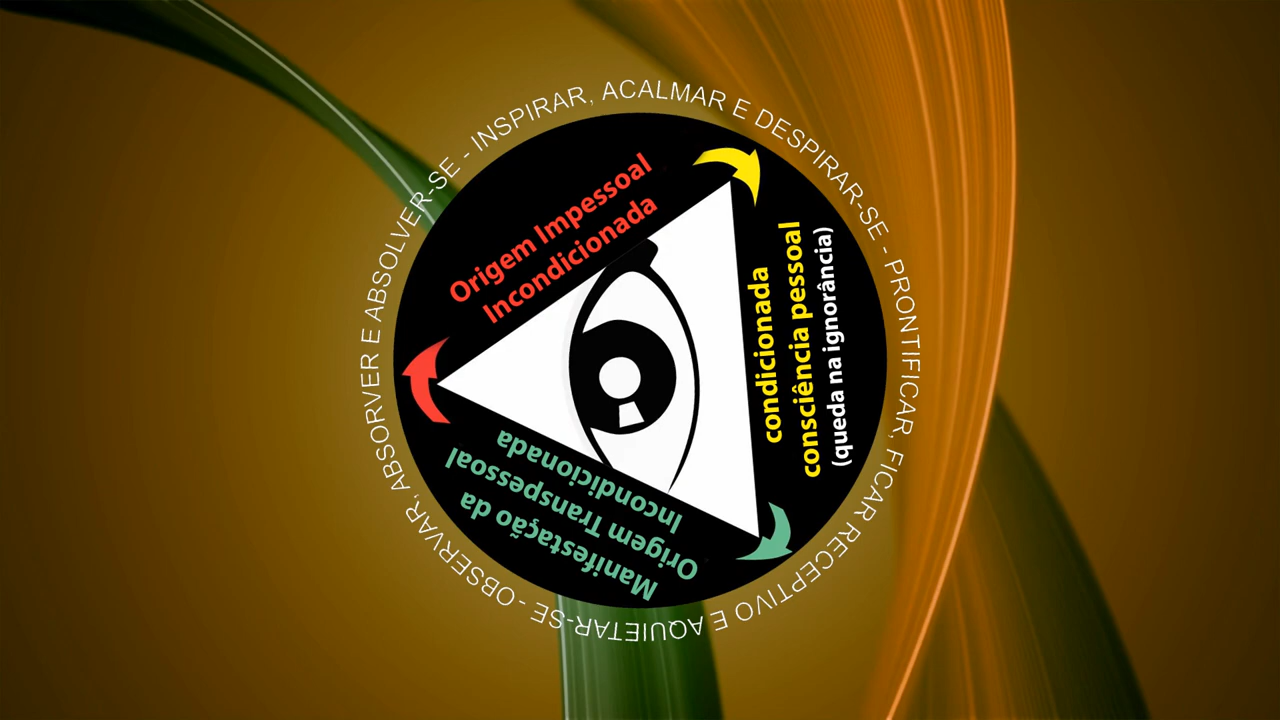 INSPIRAR, ACALMAR E DESPIRAR-SE - PRONTIFICAR, FICAR RECEPTIVO E AQUIETAR-SE - OBSERVAR, ABSORVER E ABSOLVER-SE -
Origem Impessoal
Incondicionada
condicionada
consciência pessoal
(queda na ignorância)
Manifestação da
Origem Transpessoal
Incondicionada